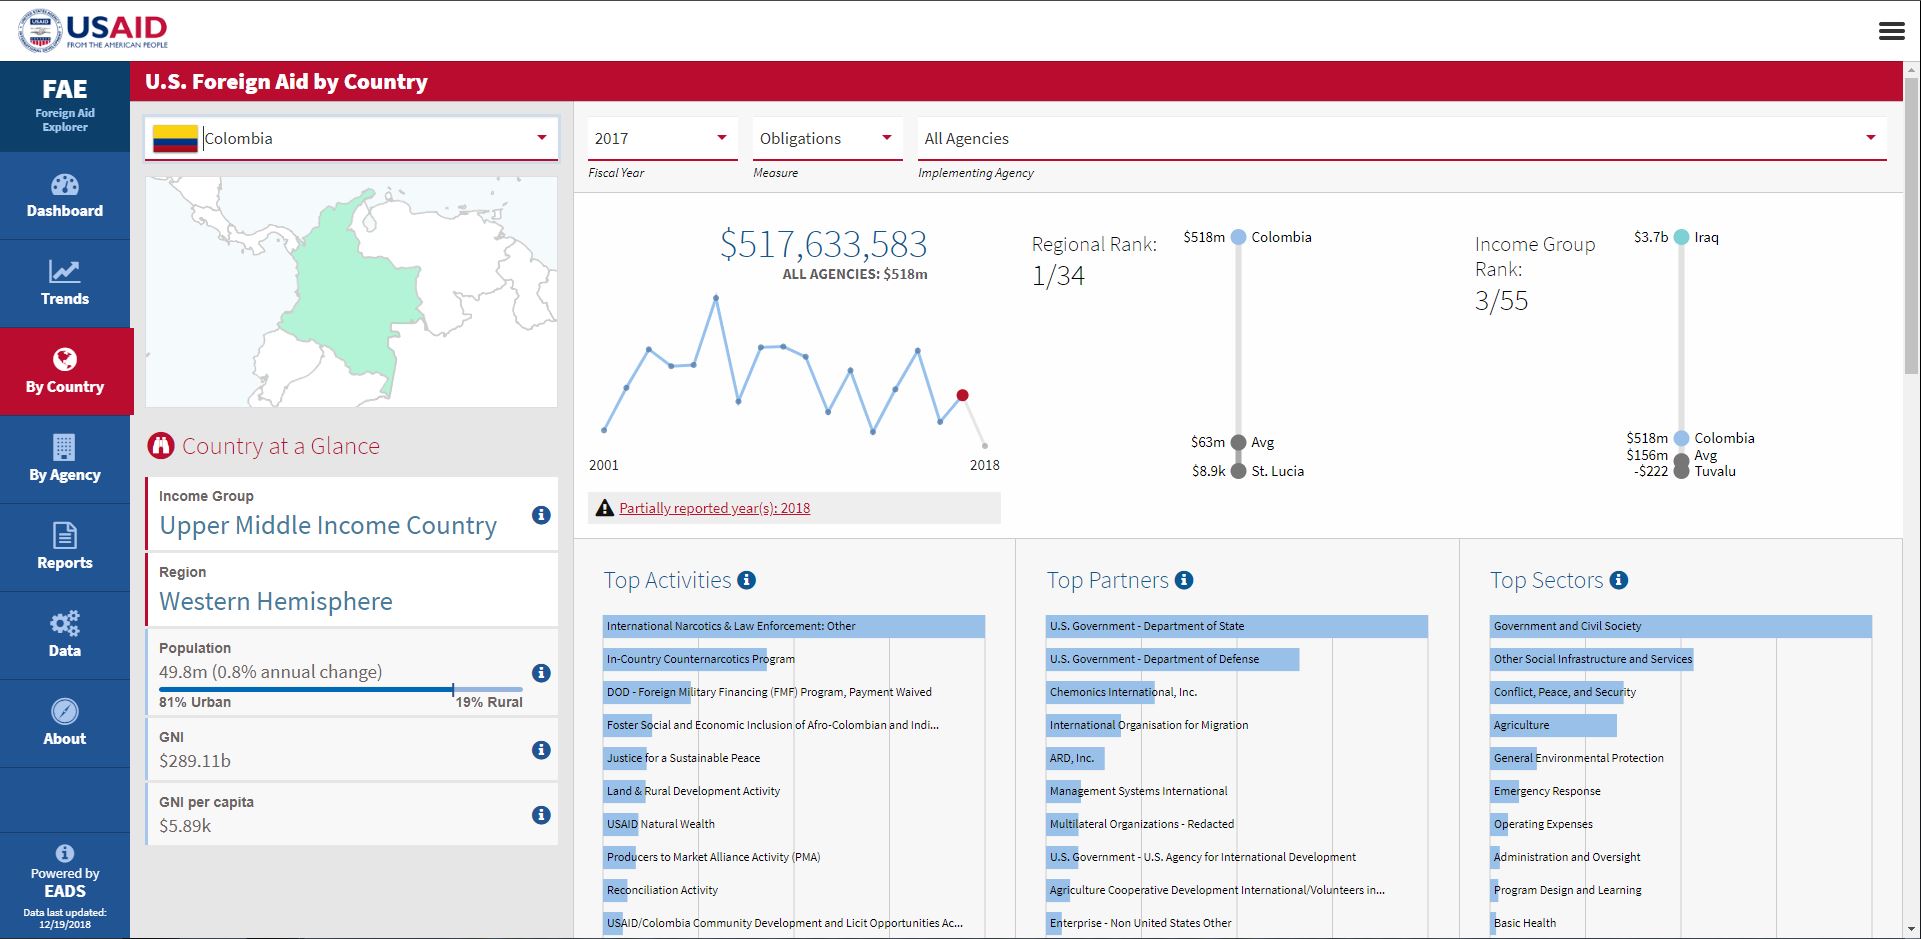 USAID
FROM THE AMERICAN PEOPLE
FAE
Foreign Aid
Explorer
Dashboard
Trends
By Country
By Agency
Reports
Data
About
Powered by
EADS
Data last updated:
12/19/2018
U.S. Foreign Aid by Country
Colombia
Country at a Glance
Income Group
Upper Middle Income Country
Region
Western Hemisphere
Population
49.8m (0.8% annual change)
81% Urban 19% Rural
GNI
$289.11b
GNI per capita
$5.89k
2017 Obligations All Agencies
Fiscal Year Measure Implementing Agency
$517,633,583
ALL AGENCIES: $518m
2001 2018
Partially reported year(s): 2018
Regional Rank:
1/34
$518m Colombia
$63m Avg
$8.9k St. Lucia
Income Group
Rank:
3/55
$3.7b Iraq
$518m Colombia
$156m Avg
-$222 Tuvalu
Top Activities
International Narcotics & Law Enforcement: Other
In-Country Counternarcotics Program
DOD - Foreign Military Financing (FMF) Program, Payment Waived
Foster Social and Economic Inclusion of Afro-Colombian and Indi...
Justice for a Sustainable Peace
Land & Rural Development Activity
USAID Natural Wealth
Producers to Market Alliance Activity (PMA)
Reconciliation Activity
USAID/Colombia Community Development and Licit Opportunities Ac...
Top Partners
U.S. Government - Department of State
U.S. Government - Department of Defense
Chemonics International, Inc.
International Organisation for Migration
ARD, Inc.
Management Systems International
Multilateral Organizations - Redacted
U.S. Government - U.S. Agency for International Development
Agriculture Cooperative Development International/Volunteers in...
Enterprise - Non United States Other
Top Sectors
Government and Civil Society
Other Social Infrastructure and Services
Conflict, Peace, and Security
Agriculture
General Environmental Protection
Emergency Response
Operating Expenses
Administration and Oversight
Program Design and Learning
Basic Health